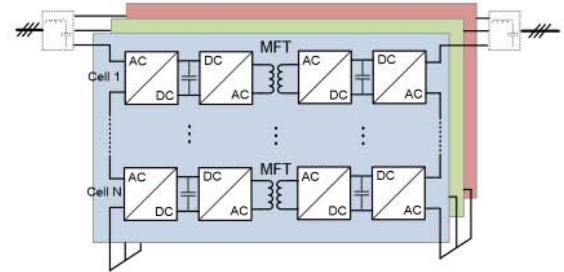 MFT
Cell 1
AC DC DC AC
DC AC AC DC
MFT
Cell N
AC DC AC DC
DC AC DC AC